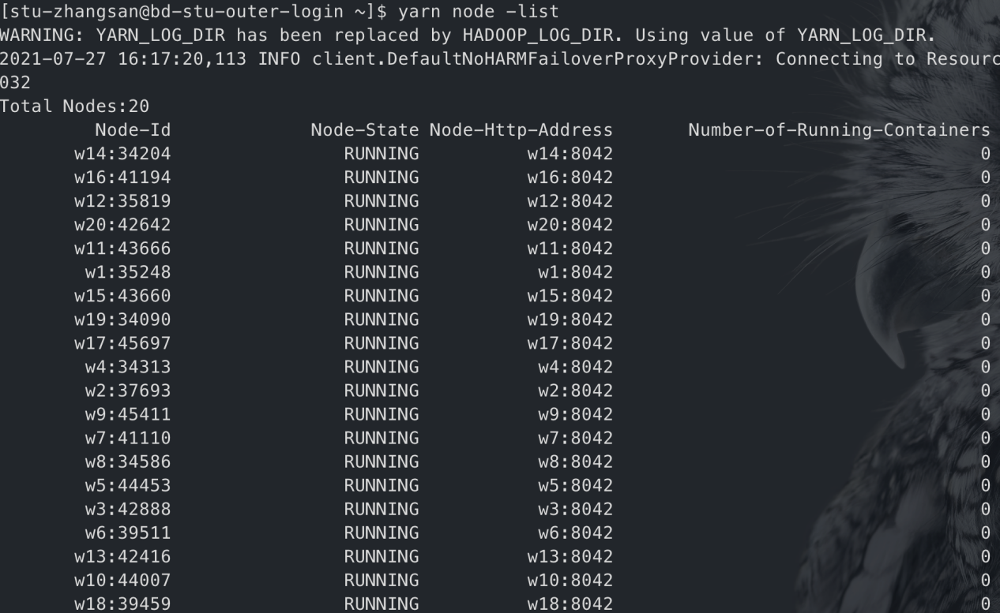 [stu-zhangsan@bd-stu-outer-login ~]$ yarn node -list
WARNING: YARN_LOG_DIR has been replaced by HADOOP_LOG_DIR. Using value of YARN_LOG_DIR.
2021-07-27 16:17:20,113 INFO client.DefaultNoHARMFailoverProxyProvider: Connecting to Resourc
032
Total Nodes:20
Node-Id Node-State Node-Http-Address Number-of-Running-Containers
w14:34204 RUNNING w14:8042 0
w16:41194 RUNNING w16:8042 0
w12:35819 RUNNING w12:8042 0
w20:42642 RUNNING w20:8042 0
w11:43666 RUNNING w11:8042 0
w1:35248 RUNNING w1:8042 0
w15:43660 RUNNING w15:8042 0
w19:34090 RUNNING w19:8042 0
w17:45697 RUNNING w17:8042 0
w4:34313 RUNNING w4:8042 0
w2:37693 RUNNING w2:8042 0
w9:45411 RUNNING w9:8042 0
w7:41110 RUNNING w7:8042 0
w8:34586 RUNNING w8:8042 0
w5:44453 RUNNING w5:8042 0
w3:42888 RUNNING w3:8042 0
w6:39511 RUNNING w6:8042 0
w13:42416 RUNNING w13:8042 0
w10:44007 RUNNING w10:8042 0
w18:39459 RUNNING w18:8042 0